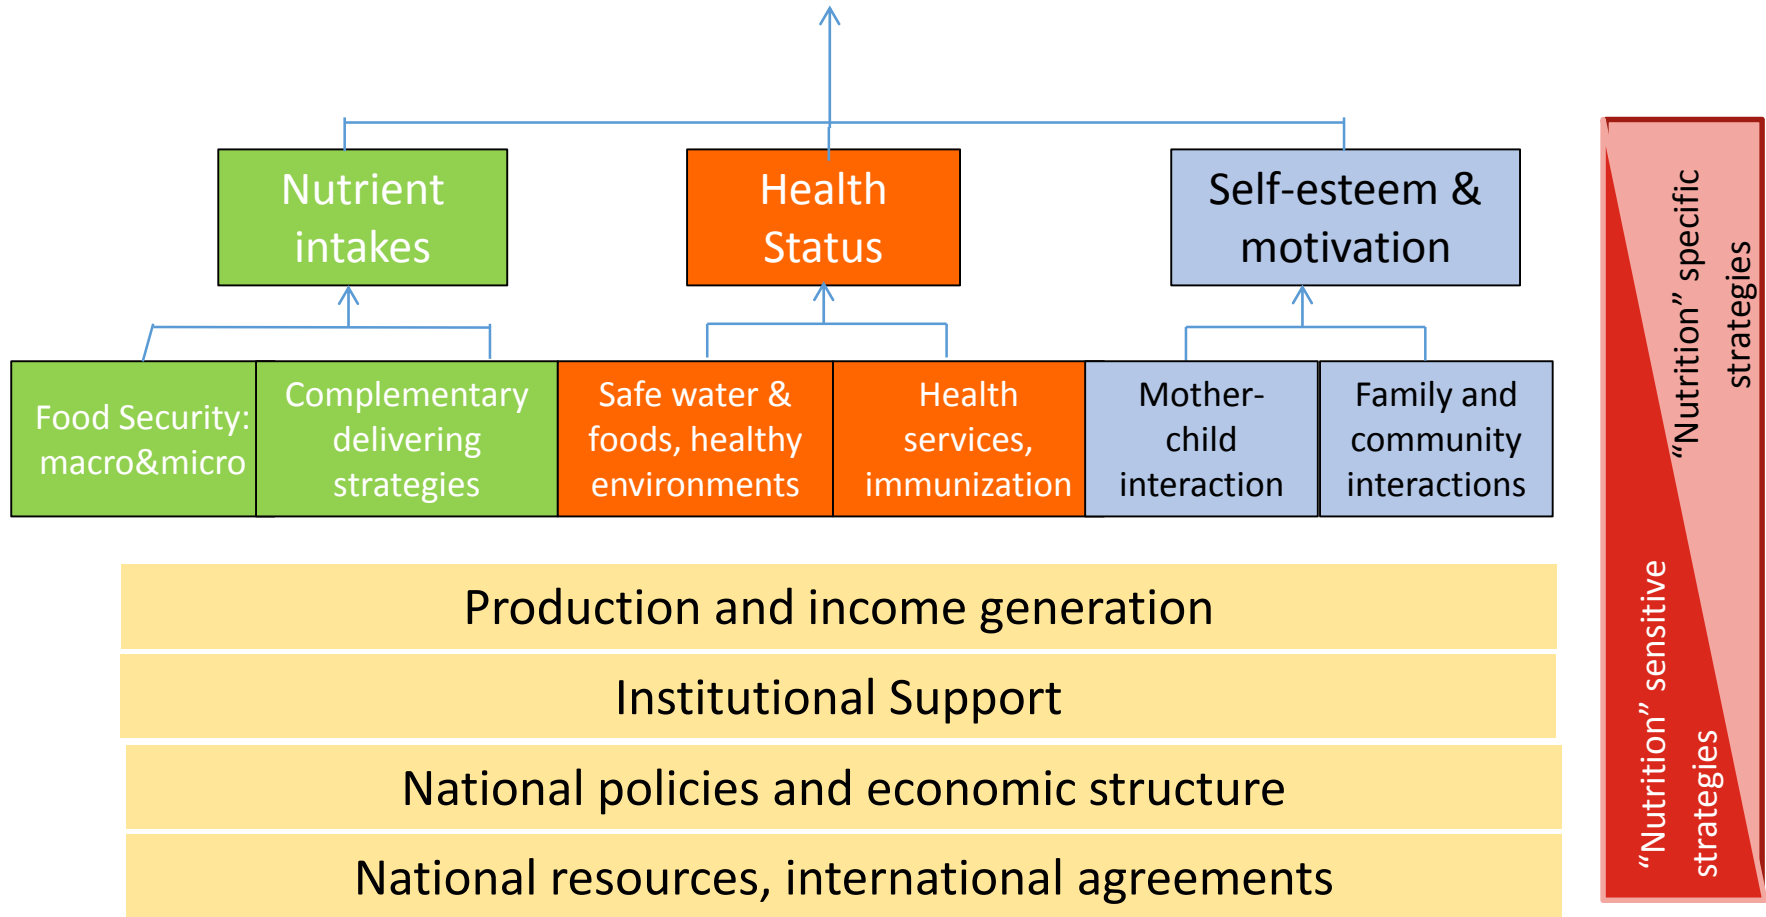 Nutrient
intakes
Health
Status
Self-esteem &
motivation
Food Security:
macro&micro
Complementary
delivering
strategies
Safe water &
foods, healthy
environments
Health
services,
immunization
Mother-
child
interaction
Family and
community
interactions
Production and income generation
Institutional Support
National policies and economic structure
National resources, international agreements
“Nutrition” specific
strategies
“Nutrition” sensitive
strategies